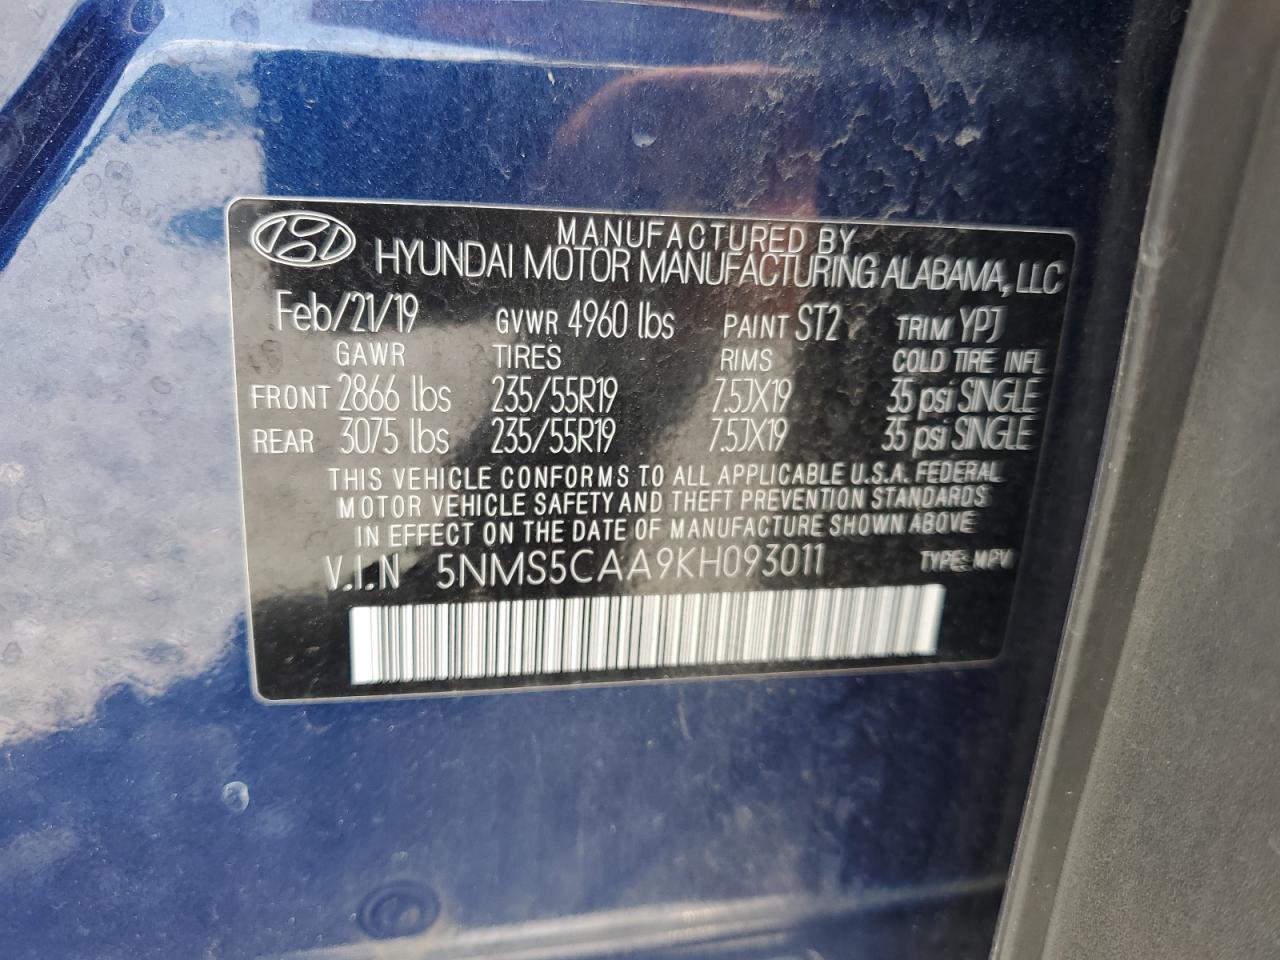 MANUFACTURED BY
HYUNDAI MOTOR MANUFACTURING ALABAMA, LLC
Feb/21/19 GVWR 4960 lbs PAINT ST2 TRIM YPJ
GAWR TIRES RIMS COLD TIRE INFL
FRONT 2866 lbs 235/55R19 7.5JX19 35 psi SINGLE
REAR 3075 lbs 235/55R19 7.5JX19 35 psi SINGLE
THIS VEHICLE CONFORMS TO ALL APPLICABLE U.S.A. FEDERAL
MOTOR VEHICLE SAFETY AND THEFT PREVENTION STANDARDS
IN EFFECT ON THE DATE OF MANUFACTURE SHOWN ABOVE
V.I.N 5NMS5CAA9KH093011 TYPE: MPV